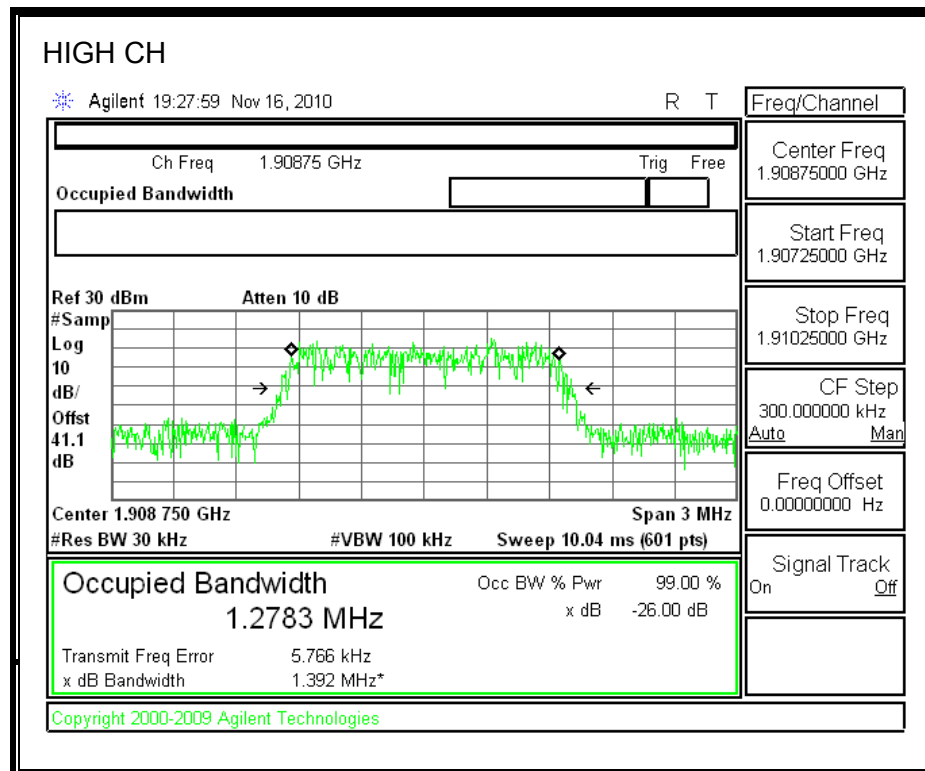 HIGH CH
Agilent 19:27:59 Nov 16, 2010 R T
Freq/Channel
Ch Freq 1.90875 GHz Trig Free
Occupied Bandwidth
Center Freq
1.90875000 GHz
Start Freq
1.90725000 GHz
Stop Freq
1.91025000 GHz
CF Step
300.000000 kHz
Auto Man
Freq Offset
0.00000000 Hz
Signal Track
On Off
Ref 30 dBm Atten 10 dB
#Samp
Log
10
dB/
Offst
41.1
dB
Center 1.908 750 GHz Span 3 MHz
#Res BW 30 kHz #VBW 100 kHz Sweep 10.04 ms (601 pts)
Occupied Bandwidth
1.2783 MHz
Occ BW % Pwr 99.00 %
x dB -26.00 dB
Transmit Freq Error 5.766 kHz
x dB Bandwidth 1.392 MHz*
Copyright 2000-2009 Agilent Technologies